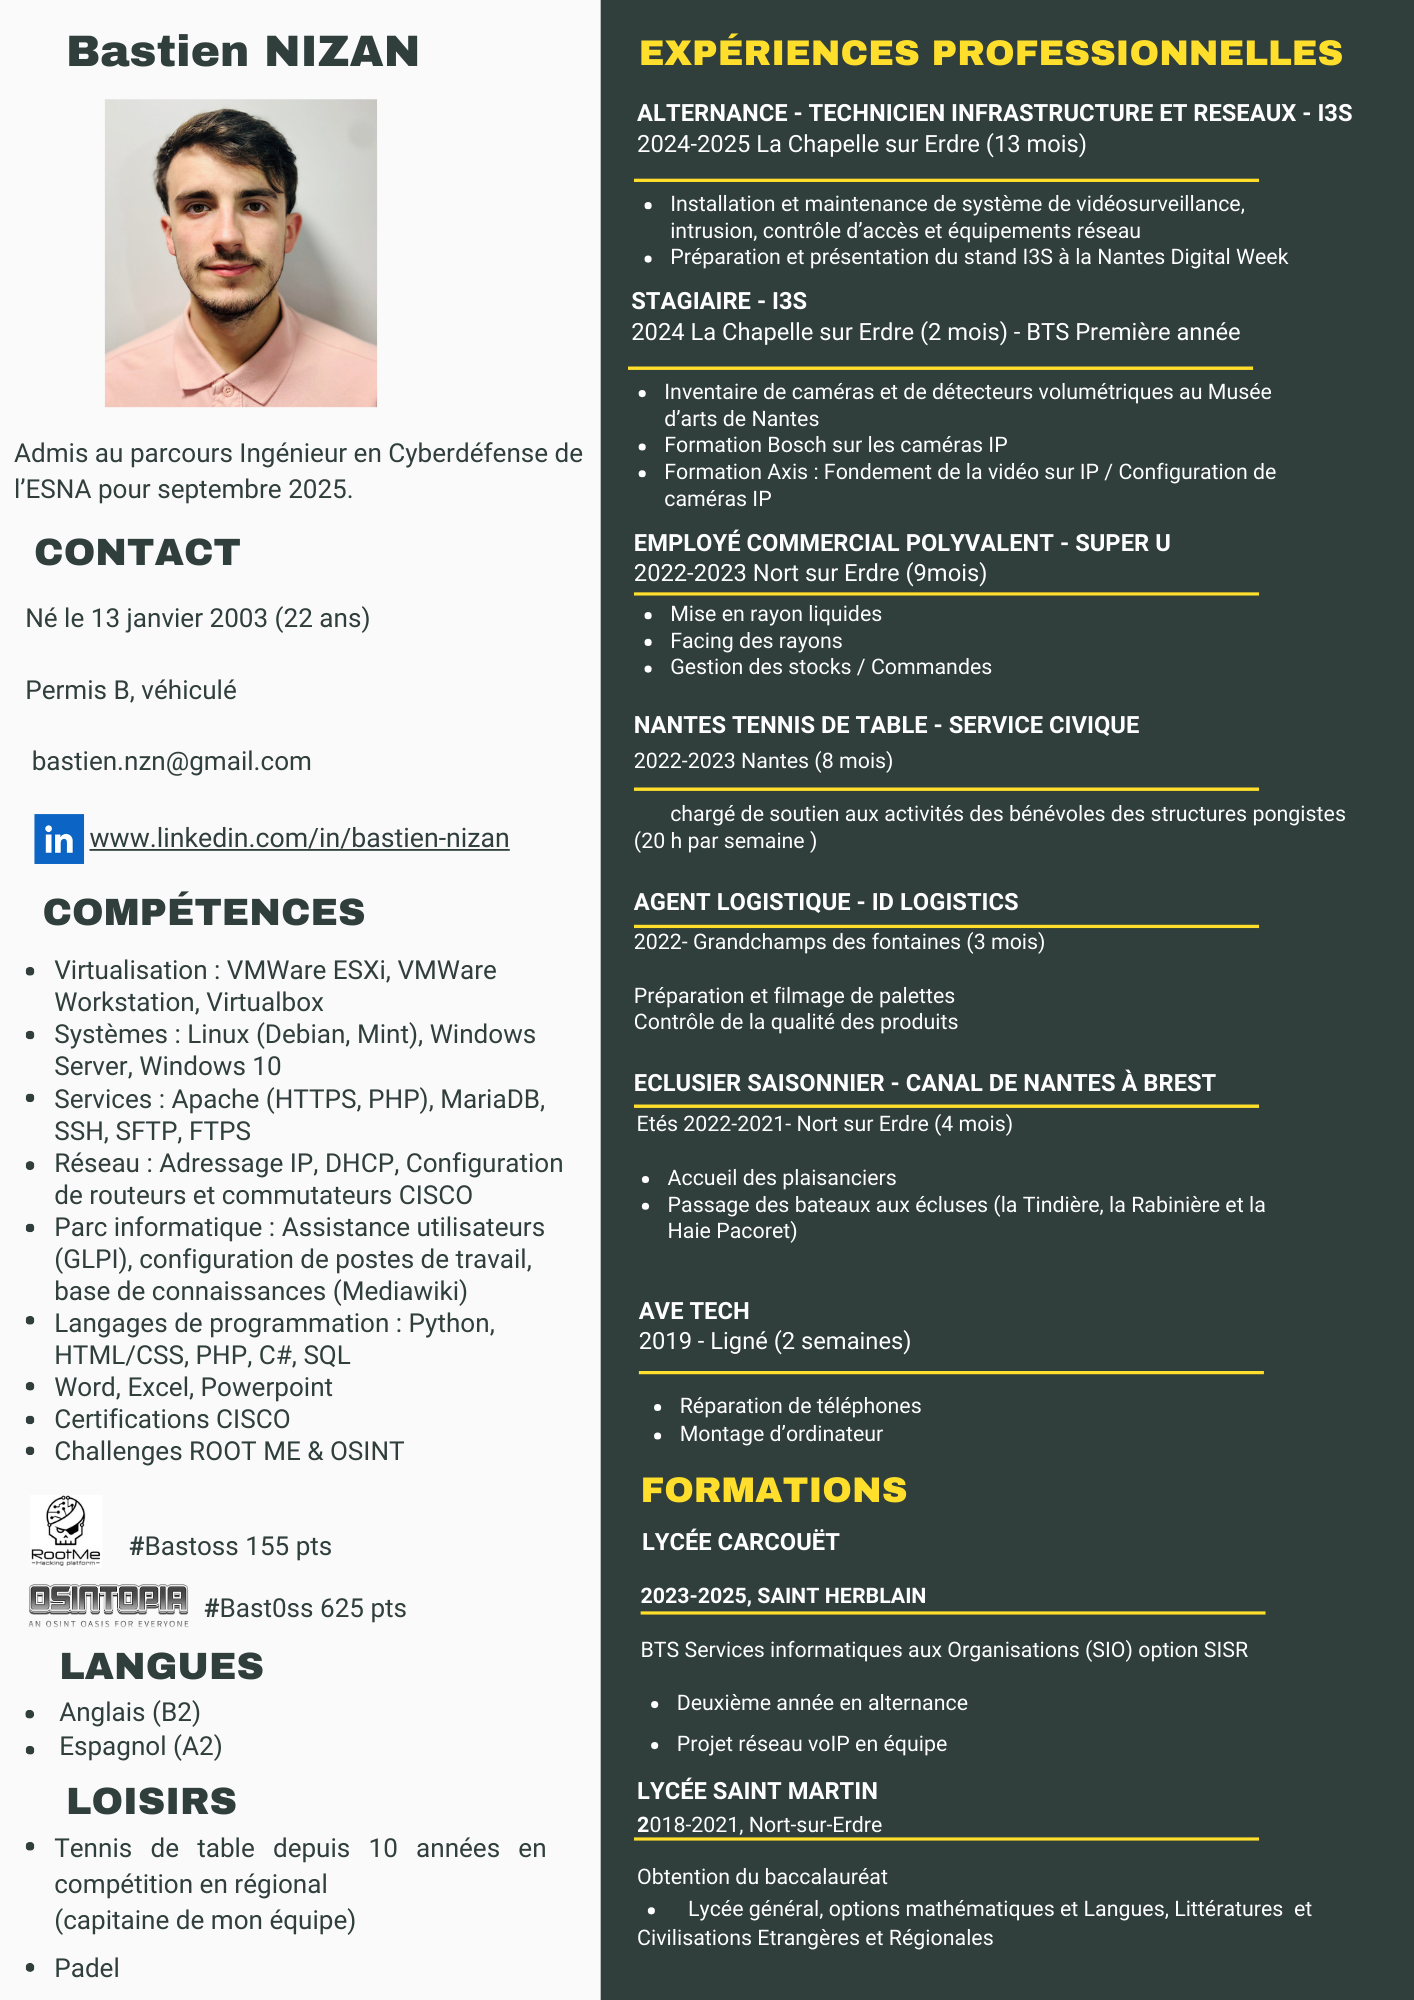 Bastien NIZAN
Admis au parcours Ingénieur en Cyberdéfense de
l’ESNA pour septembre 2025.
CONTACT
Né le 13 janvier 2003 (22 ans)
Permis B, véhiculé
bastien.nzn@gmail.com
in www.linkedin.com/in/bastien-nizan
COMPÉTENCES
• Virtualisation : VMWare ESXi, VMWare
Workstation, Virtualbox
• Systèmes : Linux (Debian, Mint), Windows
Server, Windows 10
• Services : Apache (HTTPS, PHP), MariaDB,
SSH, SFTP, FTPS
• Réseau : Adressage IP, DHCP, Configuration
de routeurs et commutateurs CISCO
• Parc informatique : Assistance utilisateurs
(GLPI), configuration de postes de travail,
base de connaissances (Mediawiki)
• Langages de programmation : Python,
HTML/CSS, PHP, C#, SQL
• Word, Excel, Powerpoint
• Certifications CISCO
• Challenges ROOT ME & OSINT
RootMe
-Hacking platform-
#Bastoss 155 pts
OSINTOPIA
AN OSINT OASIS FOR EVERYONE
#Bast0ss 625 pts
LANGUES
• Anglais (B2)
• Espagnol (A2)
LOISIRS
• Tennis de table depuis 10 années en
compétition en régional
(capitaine de mon équipe)
• Padel
EXPÉRIENCES PROFESSIONNELLES
ALTERNANCE - TECHNICIEN INFRASTRUCTURE ET RESEAUX - I3S
2024-2025 La Chapelle sur Erdre (13 mois)
• Installation et maintenance de système de vidéosurveillance,
intrusion, contrôle d’accès et équipements réseau
• Préparation et présentation du stand I3S à la Nantes Digital Week
STAGIAIRE - I3S
2024 La Chapelle sur Erdre (2 mois) - BTS Première année
• Inventaire de caméras et de détecteurs volumétriques au Musée
d’arts de Nantes
• Formation Bosch sur les caméras IP
• Formation Axis : Fondement de la vidéo sur IP / Configuration de
caméras IP
EMPLOYÉ COMMERCIAL POLYVALENT - SUPER U
2022-2023 Nort sur Erdre (9mois)
• Mise en rayon liquides
• Facing des rayons
• Gestion des stocks / Commandes
NANTES TENNIS DE TABLE - SERVICE CIVIQUE
2022-2023 Nantes (8 mois)
chargé de soutien aux activités des bénévoles des structures pongistes
(20 h par semaine )
AGENT LOGISTIQUE - ID LOGISTICS
2022- Grandchamps des fontaines (3 mois)
Préparation et filmage de palettes
Contrôle de la qualité des produits
ECLUSIER SAISONNIER - CANAL DE NANTES À BREST
Etés 2022-2021- Nort sur Erdre (4 mois)
• Accueil des plaisanciers
• Passage des bateaux aux écluses (la Tindière, la Rabinière et la
Haie Pacoret)
AVE TECH
2019 - Ligné (2 semaines)
• Réparation de téléphones
• Montage d’ordinateur
FORMATIONS
LYCÉE CARCOUËT
2023-2025, SAINT HERBLAIN
BTS Services informatiques aux Organisations (SIO) option SISR
• Deuxième année en alternance
• Projet réseau voIP en équipe
LYCÉE SAINT MARTIN
2018-2021, Nort-sur-Erdre
Obtention du baccalauréat
• Lycée général, options mathématiques et Langues, Littératures et
Civilisations Etrangères et Régionales